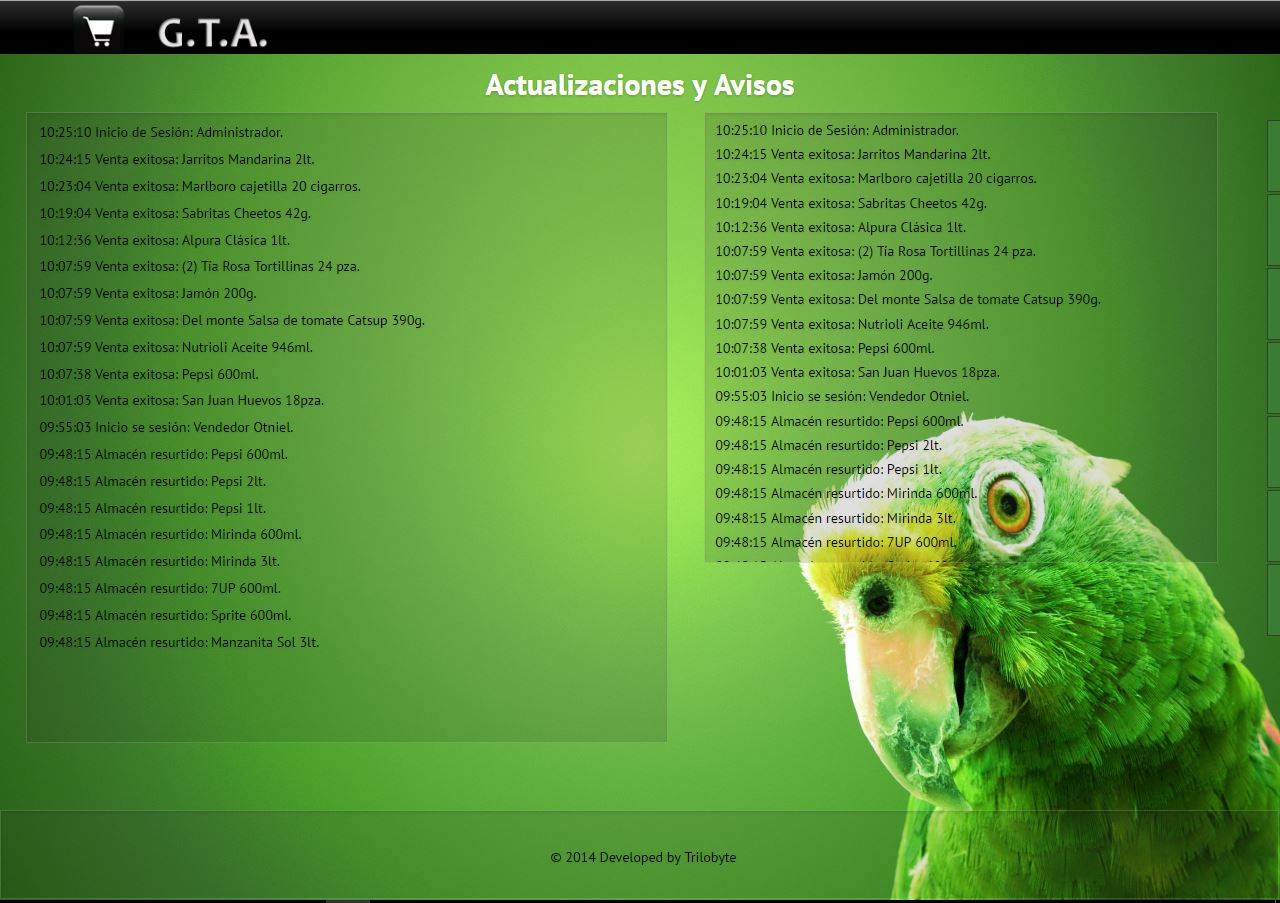 G.T.A.
Actualizaciones y Avisos
10:25:10 Inicio de Sesión: Administrador.
10:24:15 Venta exitosa: Jarritos Mandarina 2lt.
10:23:04 Venta exitosa: Marlboro cajetilla 20 cigarros.
10:19:04 Venta exitosa: Sabritas Cheetos 42g.
10:12:36 Venta exitosa: Alpura Clásica 1lt.
10:07:59 Venta exitosa: (2) Tía Rosa Tortillinas 24 pza.
10:07:59 Venta exitosa: Jamón 200g.
10:07:59 Venta exitosa: Del monte Salsa de tomate Catsup 390g.
10:07:59 Venta exitosa: Nutrioli Aceite 946ml.
10:07:38 Venta exitosa: Pepsi 600ml.
10:01:03 Venta exitosa: San Juan Huevos 18pza.
09:55:03 Inicio se sesión: Vendedor Otniel.
09:48:15 Almacén resurtido: Pepsi 600ml.
09:48:15 Almacén resurtido: Pepsi 2lt.
09:48:15 Almacén resurtido: Pepsi 1lt.
09:48:15 Almacén resurtido: Mirinda 600ml.
09:48:15 Almacén resurtido: Mirinda 3lt.
09:48:15 Almacén resurtido: 7UP 600ml.
09:48:15 Almacén resurtido: Sprite 600ml.
09:48:15 Almacén resurtido: Manzanita Sol 3lt.
10:25:10 Inicio de Sesión: Administrador.
10:24:15 Venta exitosa: Jarritos Mandarina 2lt.
10:23:04 Venta exitosa: Marlboro cajetilla 20 cigarros.
10:19:04 Venta exitosa: Sabritas Cheetos 42g.
10:12:36 Venta exitosa: Alpura Clásica 1lt.
10:07:59 Venta exitosa: (2) Tía Rosa Tortillinas 24 pza.
10:07:59 Venta exitosa: Jamón 200g.
10:07:59 Venta exitosa: Del monte Salsa de tomate Catsup 390g.
10:07:59 Venta exitosa: Nutrioli Aceite 946ml.
10:07:38 Venta exitosa: Pepsi 600ml.
10:01:03 Venta exitosa: San Juan Huevos 18pza.
09:55:03 Inicio se sesión: Vendedor Otniel.
09:48:15 Almacén resurtido: Pepsi 600ml.
09:48:15 Almacén resurtido: Pepsi 2lt.
09:48:15 Almacén resurtido: Pepsi 1lt.
09:48:15 Almacén resurtido: Mirinda 600ml.
09:48:15 Almacén resurtido: Mirinda 3lt.
09:48:15 Almacén resurtido: 7UP 600ml.
© 2014 Developed by Trilobyte